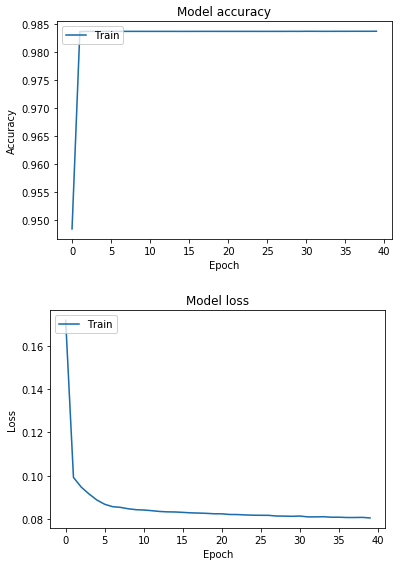 Model accuracy
Train
0.985
0.980
0.975
0.970
0.965
0.960
0.955
0.950
Accuracy
0 5 10 15 20 25 30 35 40
Epoch
Model loss
Train
0.16
0.14
0.12
0.10
0.08
Loss
0 5 10 15 20 25 30 35 40
Epoch